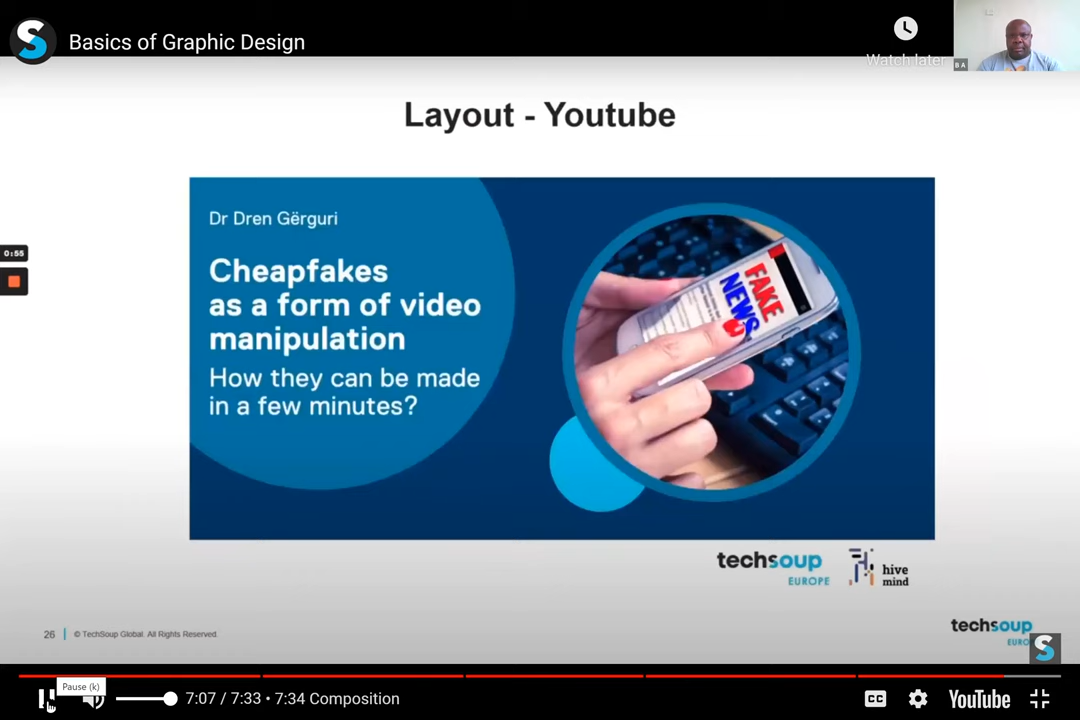 Basics of Graphic Design
Watch later
B A
Layout - Youtube
Dr Dren Gërguri
Cheapfakes
as a form of video
manipulation
How they can be made
in a few minutes?
FAKE
NEWS
0:55
techsoup
EUROPE
hive
mind
26 | © TechSoup Global. All Rights Reserved.
techsoup
EURO
S
Pause (k)
7:07 / 7:33 • 7:34 Composition
CC
YouTube